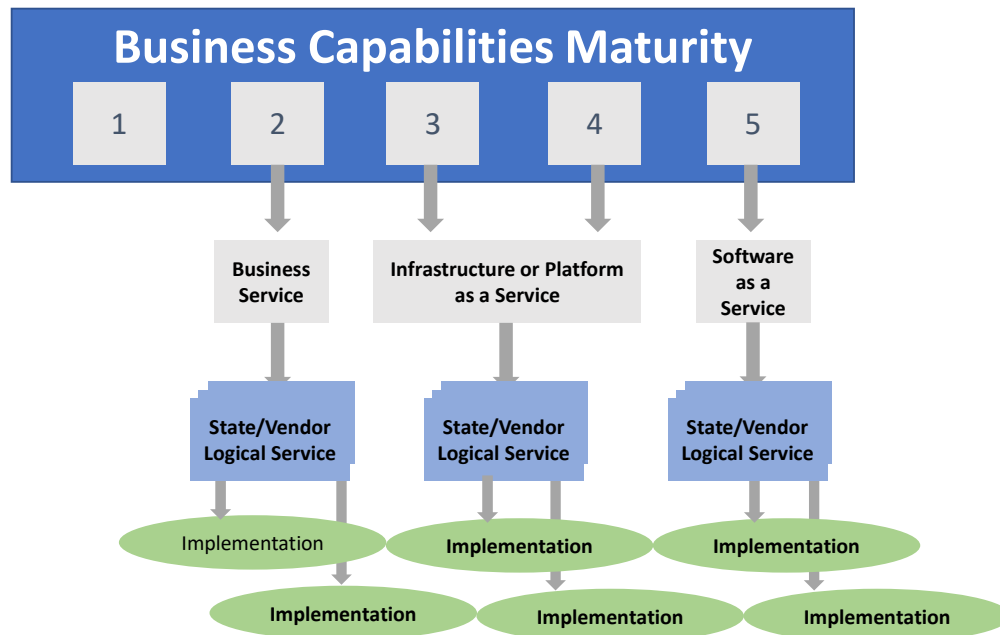 Business Capabilities Maturity
1 2 3 4 5
Business
Service
Infrastructure or Platform
as a Service
Software
as a
Service
State/Vendor
Logical Service
State/Vendor
Logical Service
State/Vendor
Logical Service
Implementation
Implementation
Implementation
Implementation
Implementation
Implementation